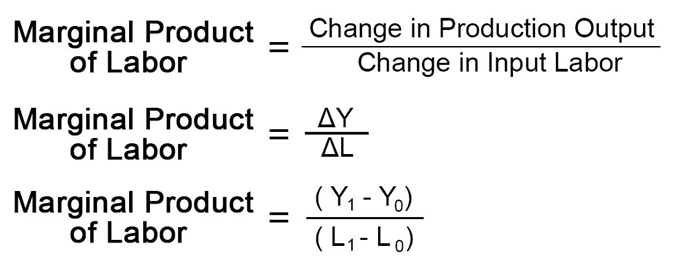 Marginal Product of Labor = Change in Production Output / Change in Input Labor
Marginal Product of Labor = ΔY / ΔL
Marginal Product of Labor = ( Y₁ - Y₀) / ( L₁ - L₀)